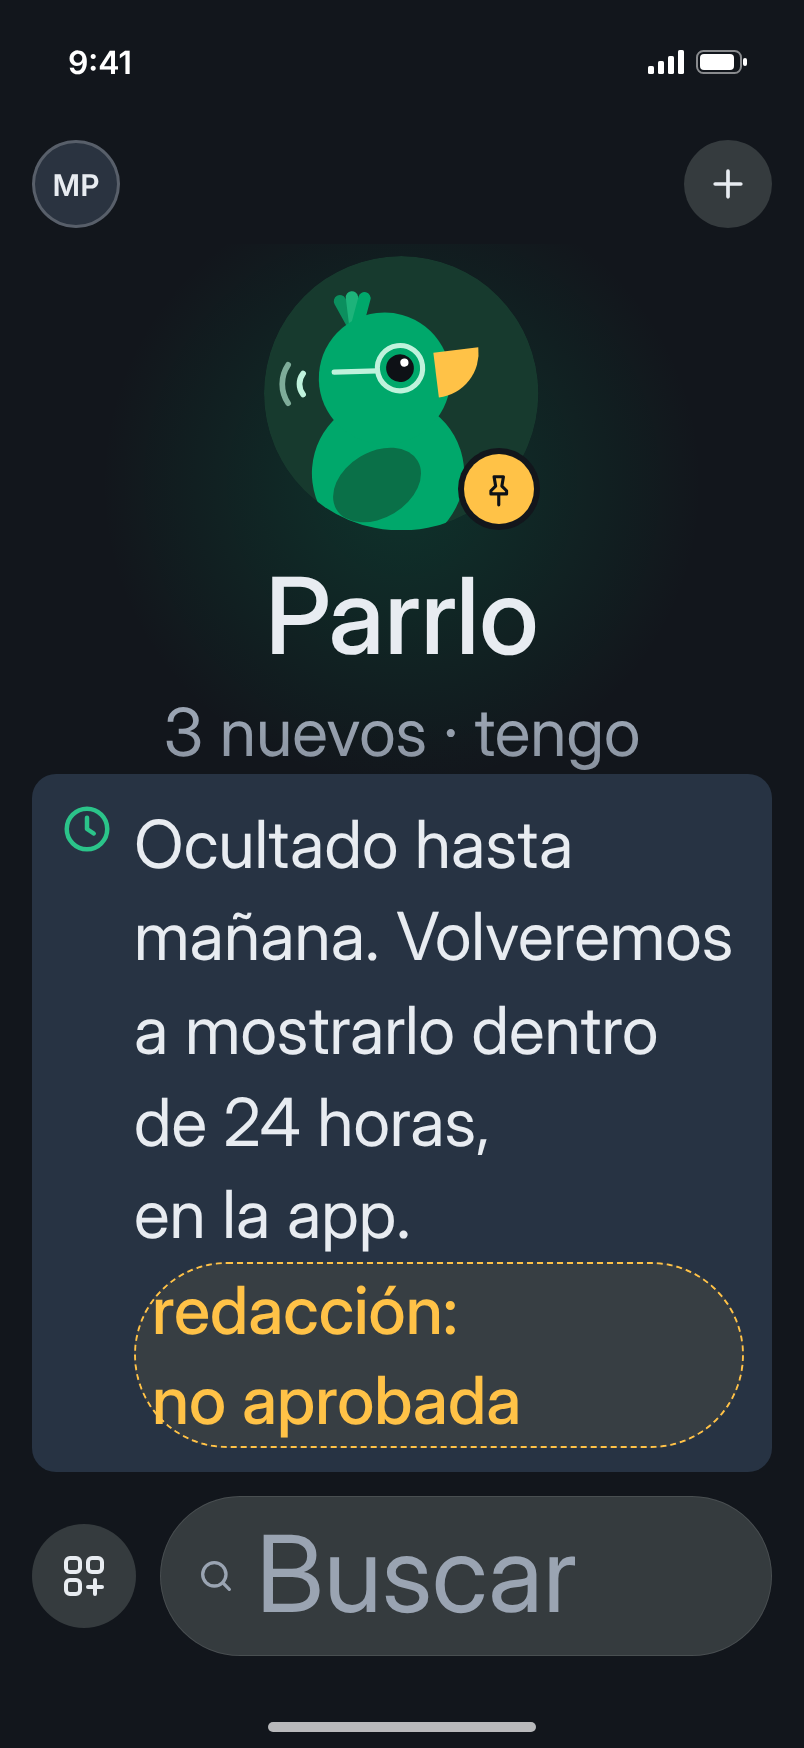 9:41
MP
Parrlo
3 nuevos · tengo
Ocultado hasta
mañana. Volveremos
a mostrarlo dentro
de 24 horas,
en la app.
redacción:
no aprobada
Buscar